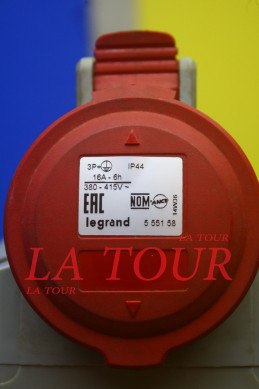 3P+ IP44
16A - 6h
380 - 415V ~
EAC NOM ANCE 14W36
legrand 5 551 58
LA TOUR
LA TOUR
LA TOUR